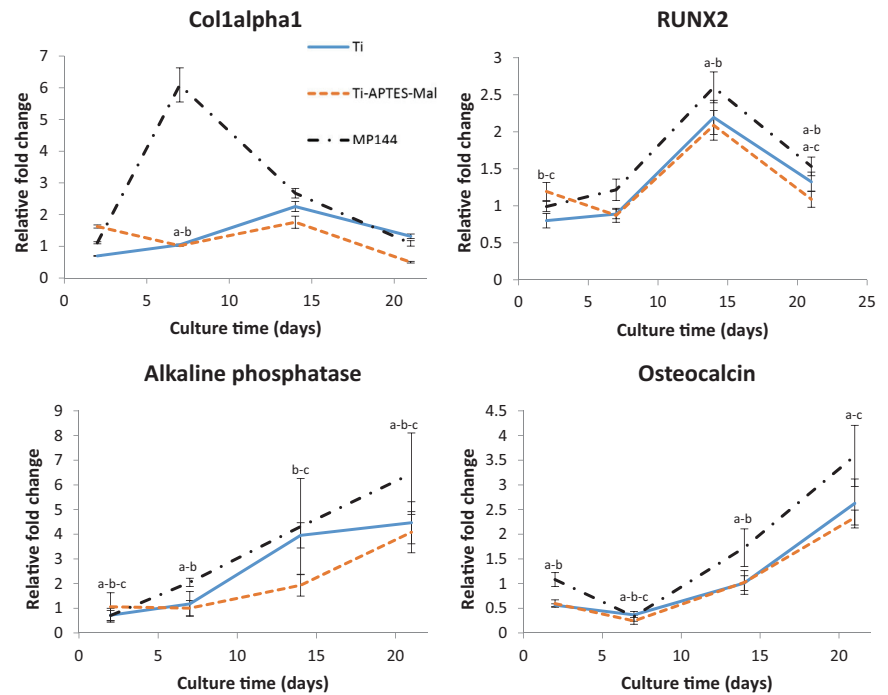 Col1alpha1
Relative fold change
7
6
5
4
3
2
1
0
0
5
10
15
20
Culture time (days)
a-b
Ti
Ti-APTES-Mal
MP144
RUNX2
Relative fold change
3
2.5
2
1.5
1
0.5
0
0
5
10
15
20
25
Culture time (days)
b-c
a-b
a-b
a-c
Alkaline phosphatase
Relative fold change
9
8
7
6
5
4
3
2
1
0
0
5
10
15
20
Culture time (days)
a-b-c
a-b
b-c
a-b-c
Osteocalcin
Relative fold change
4.5
4
3.5
3
2.5
2
1.5
1
0.5
0
0
5
10
15
20
Culture time (days)
a-b
a-b-c
a-b
a-c